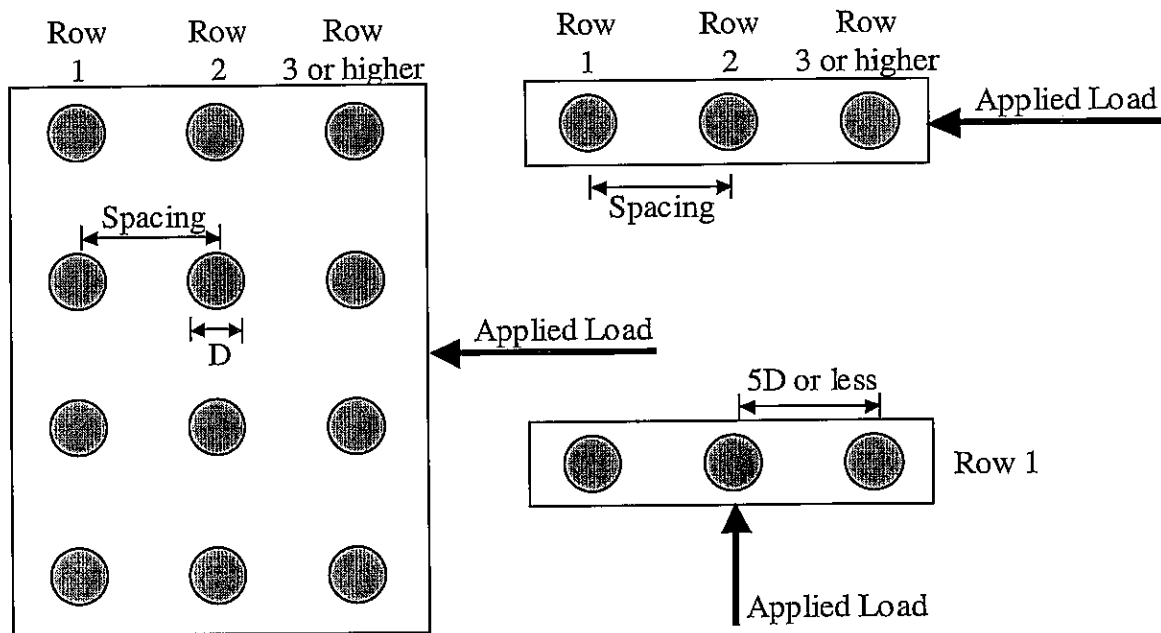 Row
1
Row
2
Row
3 or higher
Spacing
D
Applied Load
Row
1
Row
2
Row
3 or higher
Applied Load
Spacing
5D or less
Row 1
Applied Load